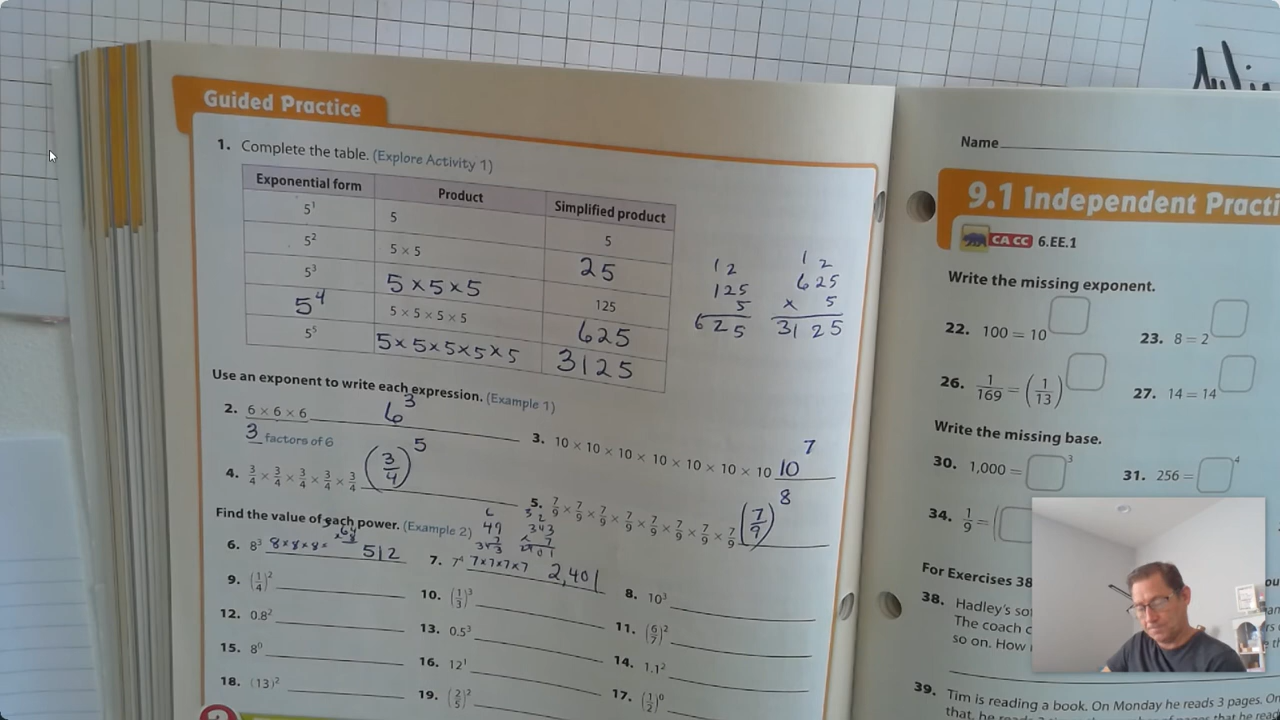 Guided Practice
1. Complete the table. (Explore Activity 1)
Exponential form Product Simplified product
5¹ 5 5
5² 5 × 5 25
5³ 5×5×5 125
5⁴ 5 × 5 × 5 × 5 625
5⁵ 5×5×5×5×5 3125
12 12
125 625
5 × 5
625 3125
Use an exponent to write each expression. (Example 1)
2. 6 × 6 × 6 6³
3 factors of 6
3. 10 × 10 × 10 × 10 × 10 × 10 × 10 10⁷
4. 3/4 × 3/4 × 3/4 × 3/4 × 3/4 (3/4)⁵
5. 7/9 × 7/9 × 7/9 × 7/9 × 7/9 × 7/9 × 7/9 × 7/9 (7/9)⁸
Find the value of each power. (Example 2)
6. 8³ 8×8×8= 512
7. 7⁴ 7×7×7×7 2,401
8. 10³
9. (1/4)²
10. (1/3)³
11. (6/7)²
12. 0.8²
13. 0.5³
14. 1.1²
15. 8⁰
16. 12¹
17. (1/2)⁰
18. (13)²
19. (2/5)²
Name
9.1 Independent Practi
CA CC 6.EE.1
Write the missing exponent.
22. 100 = 10
23. 8 = 2
26. 1/169 = (1/13)
27. 14 = 14
Write the missing base.
30. 1,000 = ³
31. 256 = ⁴
34. 1/9 = (
For Exercises 38
38. Hadley's so
The coach c
so on. How
39. Tim is reading a book. On Monday he reads 3 pages. On